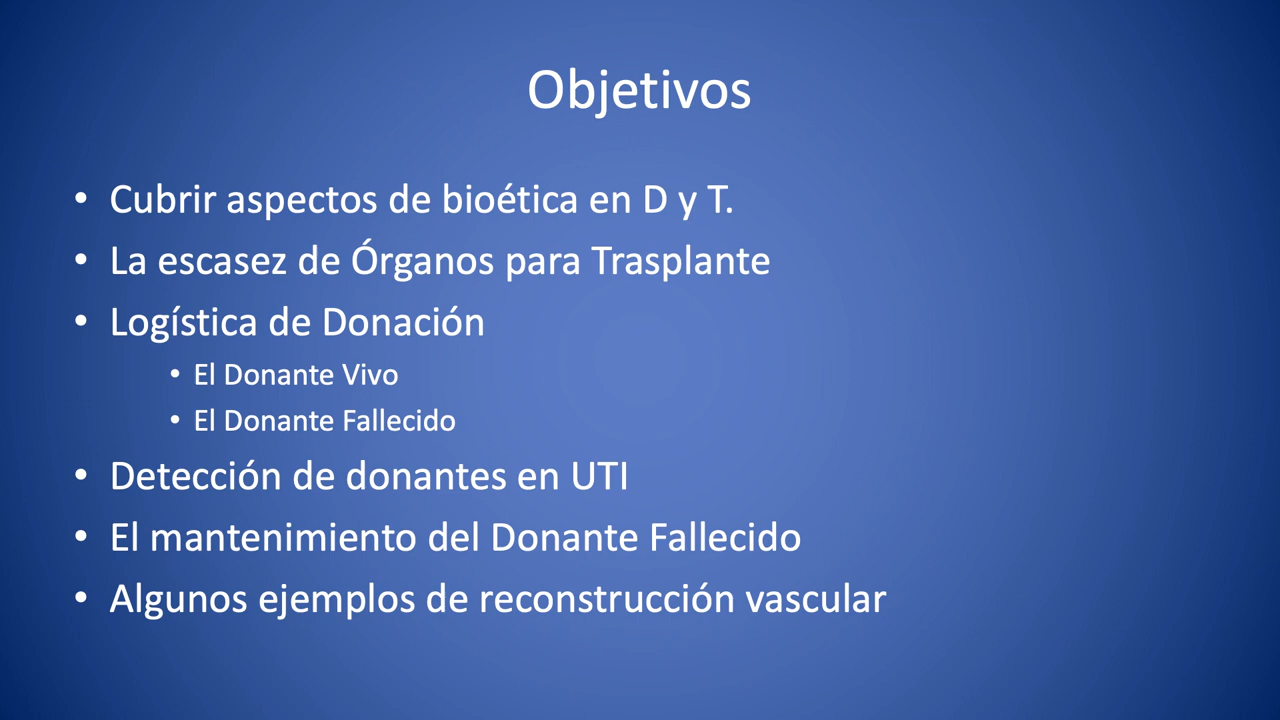 Objetivos
• Cubrir aspectos de bioética en D y T.
• La escasez de Órganos para Trasplante
• Logística de Donación
• El Donante Vivo
• El Donante Fallecido
• Detección de donantes en UTI
• El mantenimiento del Donante Fallecido
• Algunos ejemplos de reconstrucción vascular